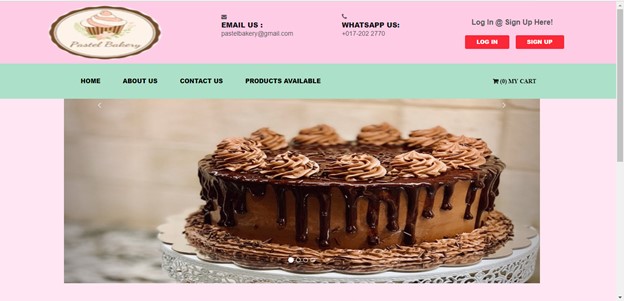 Pastel Bakery
EMAIL US :
pastelbakery@gmail.com
WHATSAPP US:
+017-202 2770
Log In @ Sign Up Here!
LOG IN
SIGN UP
HOME
ABOUT US
CONTACT US
PRODUCTS AVAILABLE
(0) MY CART